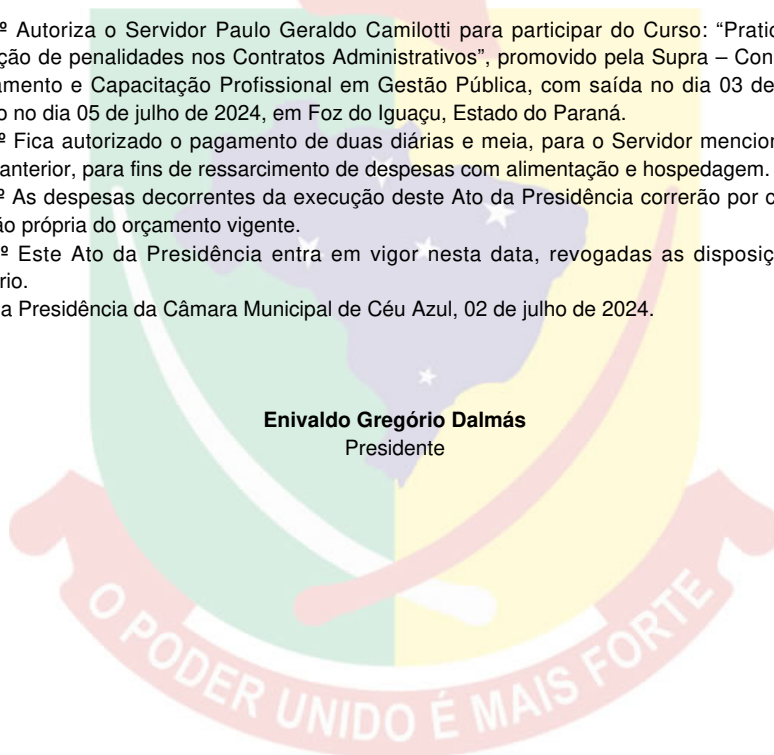 º Autoriza o Servidor Paulo Geraldo Camilotti para participar do Curso: “Pratic
ção de penalidades nos Contratos Administrativos”, promovido pela Supra – Con
amento e Capacitação Profissional em Gestão Pública, com saída no dia 03 de
o no dia 05 de julho de 2024, em Foz do Iguaçu, Estado do Paraná.
º Fica autorizado o pagamento de duas diárias e meia, para o Servidor mencior
anterior, para fins de ressarcimento de despesas com alimentação e hospedagem.
º As despesas decorrentes da execução deste Ato da Presidência correrão por c
ão própria do orçamento vigente.
º Este Ato da Presidência entra em vigor nesta data, revogadas as disposiç
rio.
a Presidência da Câmara Municipal de Céu Azul, 02 de julho de 2024.
Enivaldo Gregório Dalmás
Presidente
O PODER UNIDO É MAIS FORTE